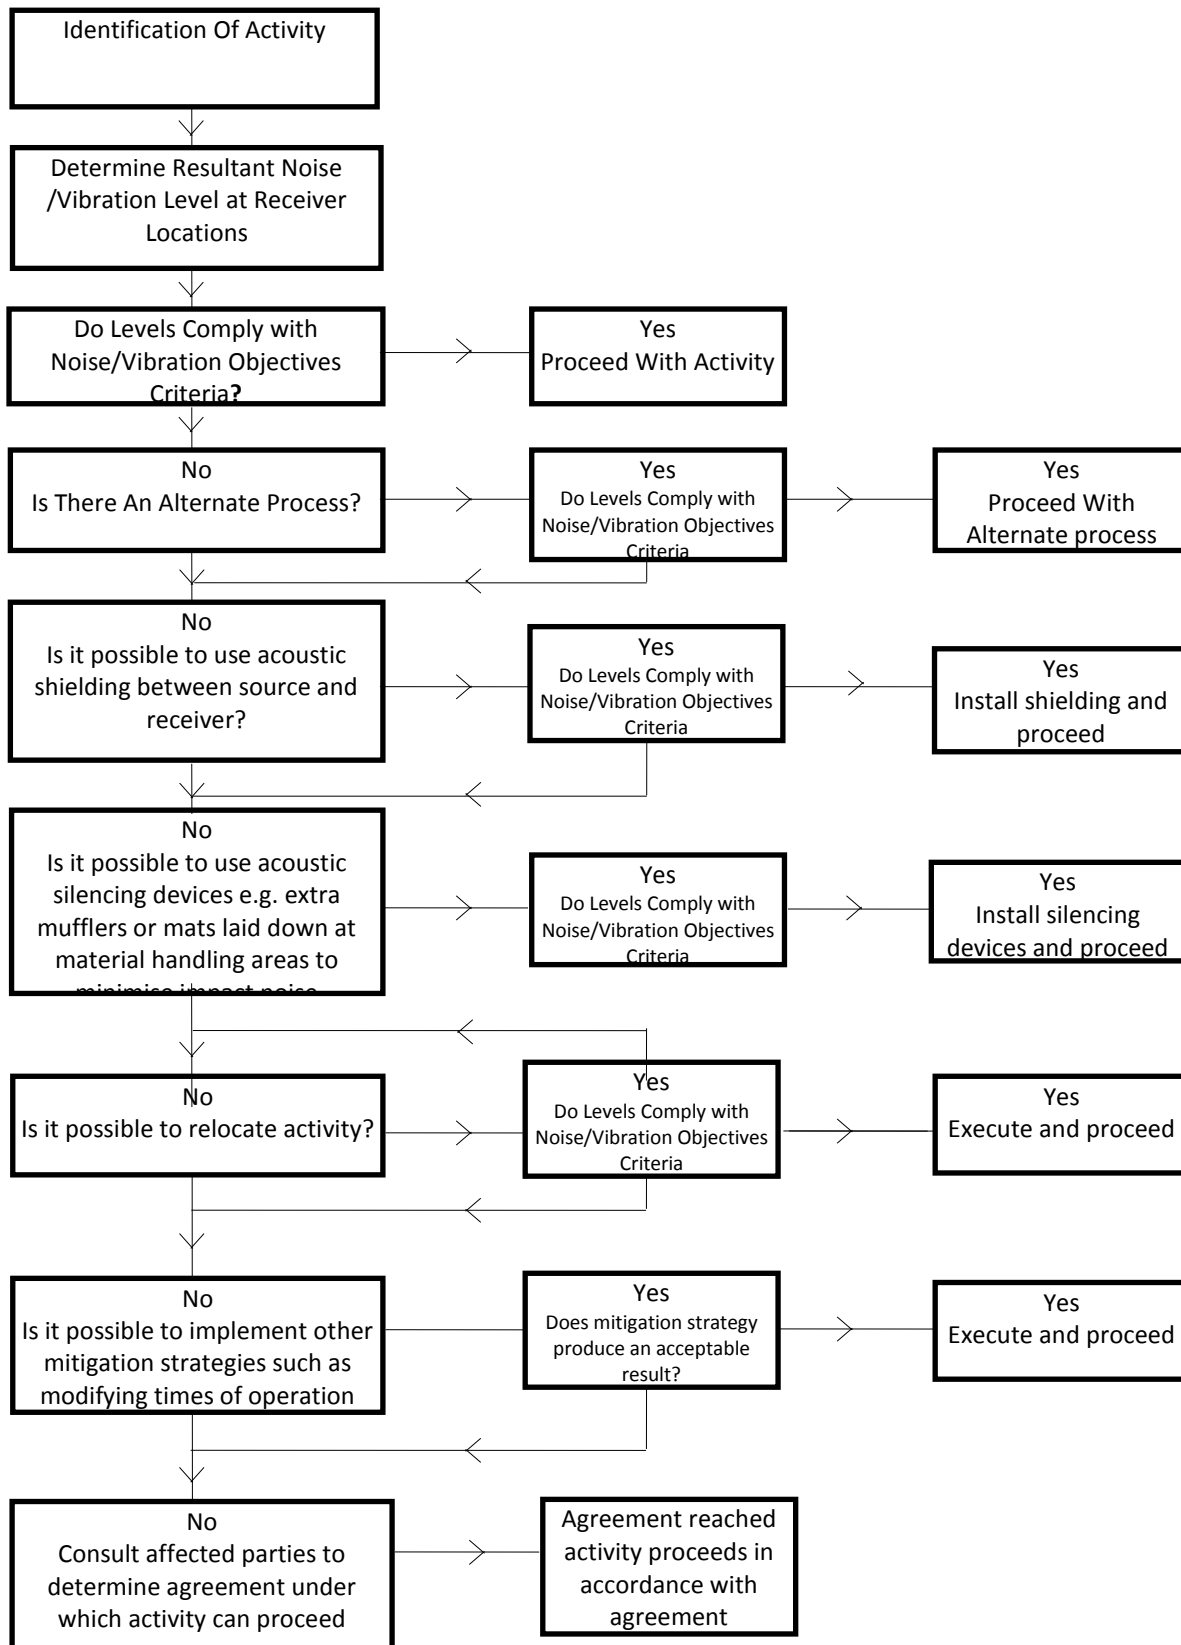 Identification Of Activity
Determine Resultant Noise
/Vibration Level at Receiver
Locations
Do Levels Comply with
Noise/Vibration Objectives
Criteria?
Yes
Proceed With Activity
No
Is There An Alternate Process?
Yes
Do Levels Comply with
Noise/Vibration Objectives
Criteria
Yes
Proceed With
Alternate process
No
Is it possible to use acoustic
shielding between source and
receiver?
Yes
Do Levels Comply with
Noise/Vibration Objectives
Criteria
Yes
Install shielding and
proceed
No
Is it possible to use acoustic
silencing devices e.g. extra
mufflers or mats laid down at
material handling areas to
minimise impact noise
Yes
Do Levels Comply with
Noise/Vibration Objectives
Criteria
Yes
Install silencing
devices and proceed
No
Is it possible to relocate activity?
Yes
Do Levels Comply with
Noise/Vibration Objectives
Criteria
Yes
Execute and proceed
No
Is it possible to implement other
mitigation strategies such as
modifying times of operation
Yes
Does mitigation strategy
produce an acceptable
result?
Yes
Execute and proceed
No
Consult affected parties to
determine agreement under
which activity can proceed
Agreement reached
activity proceeds in
accordance with
agreement